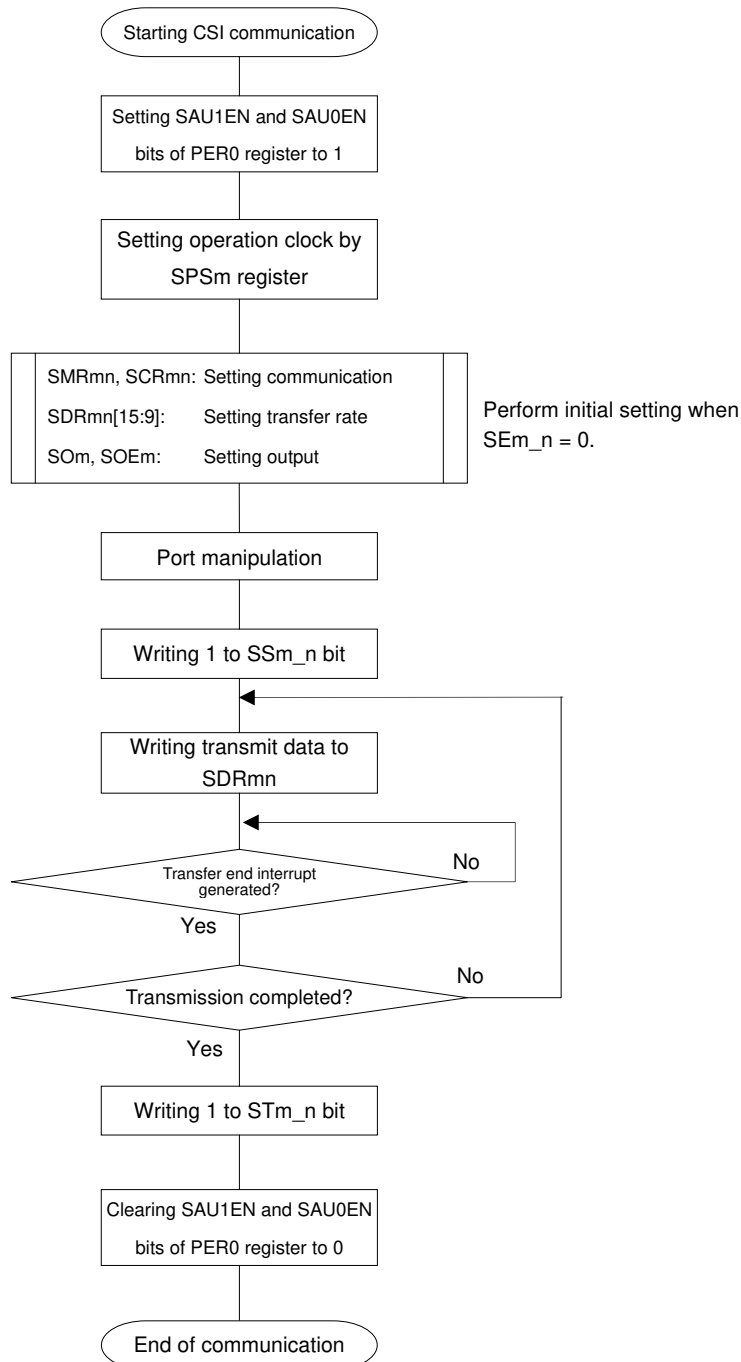 Starting CSI communication
Setting SAU1EN and SAU0EN
bits of PER0 register to 1
Setting operation clock by
SPSm register
SMRmn, SCRmn: Setting communication
SDRmn[15:9]: Setting transfer rate
SOm, SOEm: Setting output
Perform initial setting when
SEm_n = 0.
Port manipulation
Writing 1 to SSm_n bit
Writing transmit data to
SDRmn
Transfer end interrupt
generated?
No
Yes
Transmission completed?
No
Yes
Writing 1 to STm_n bit
Clearing SAU1EN and SAU0EN
bits of PER0 register to 0
End of communication